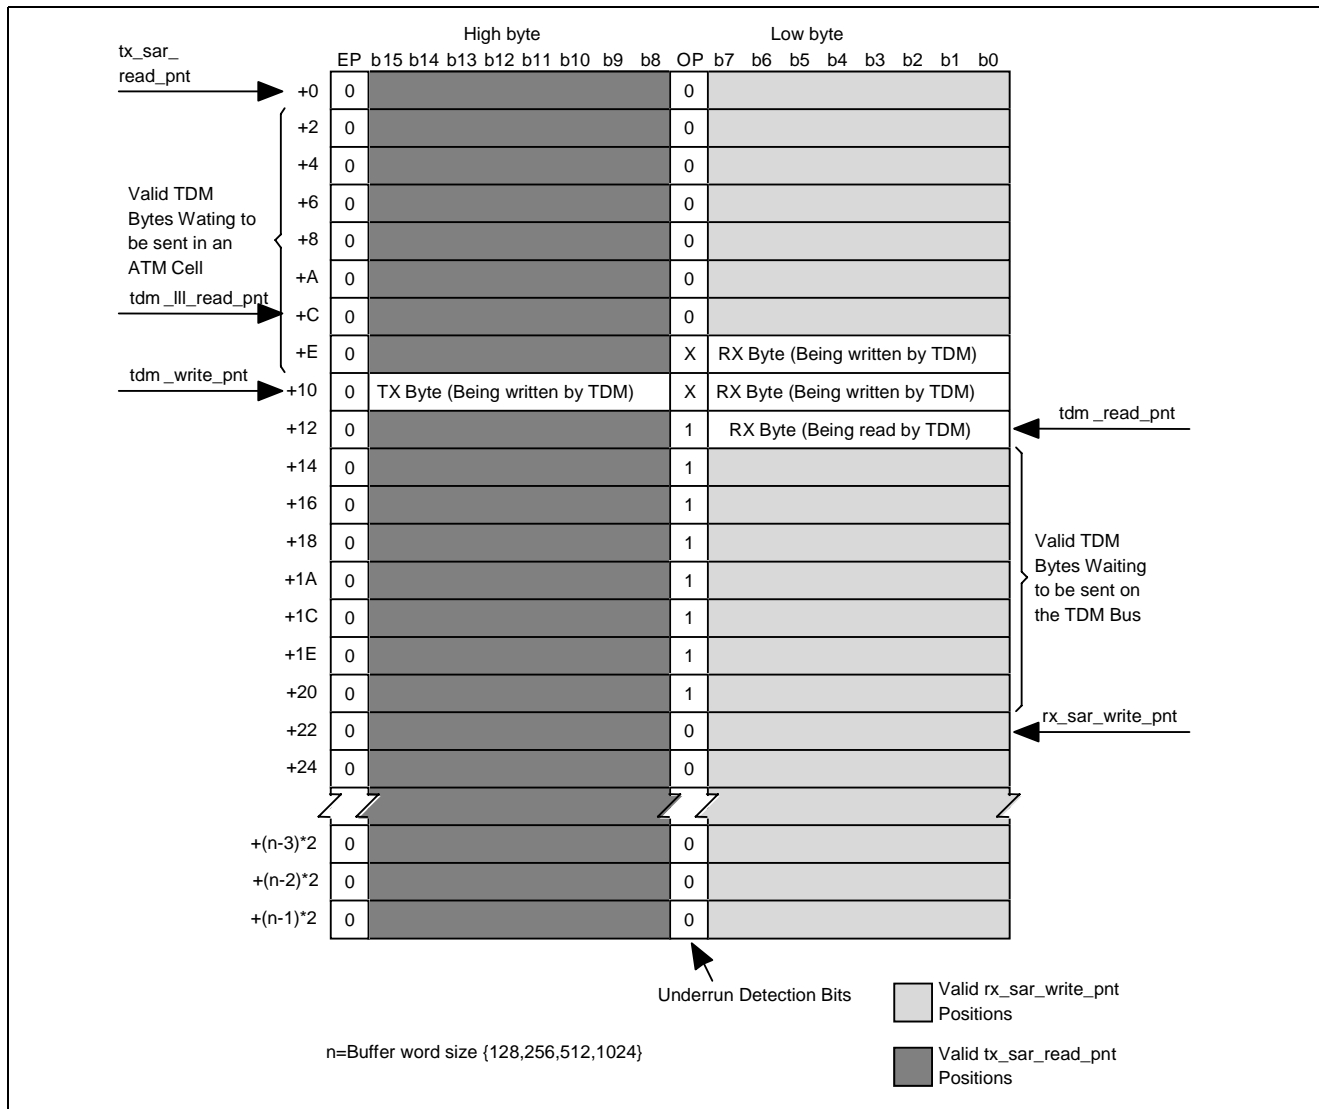 High byte Low byte
tx_sar_
read_pnt
EP b15 b14 b13 b12 b11 b10 b9 b8 OP b7 b6 b5 b4 b3 b2 b1 b0
+0 0 0
+2 0 0
+4 0 0
+6 0 0
+8 0 0
+A 0 0
+C 0 0
+E 0 X RX Byte (Being written by TDM)
+10 0 TX Byte (Being written by TDM) X RX Byte (Being written by TDM)
+12 0 1 RX Byte (Being read by TDM)
+14 0 1
+16 0 1
+18 0 1
+1A 0 1
+1C 0 1
+1E 0 1
+20 0 1
+22 0 0
+24 0 0
+(n-3)*2 0 0
+(n-2)*2 0 0
+(n-1)*2 0 0
Valid TDM
Bytes Wating to
be sent in an
ATM Cell
tdm _lll_read_pnt
tdm _write_pnt
tdm _read_pnt
Valid TDM
Bytes Waiting
to be sent on
the TDM Bus
rx_sar_write_pnt
Underrun Detection Bits
Valid rx_sar_write_pnt
Positions
n=Buffer word size {128,256,512,1024}
Valid tx_sar_read_pnt
Positions